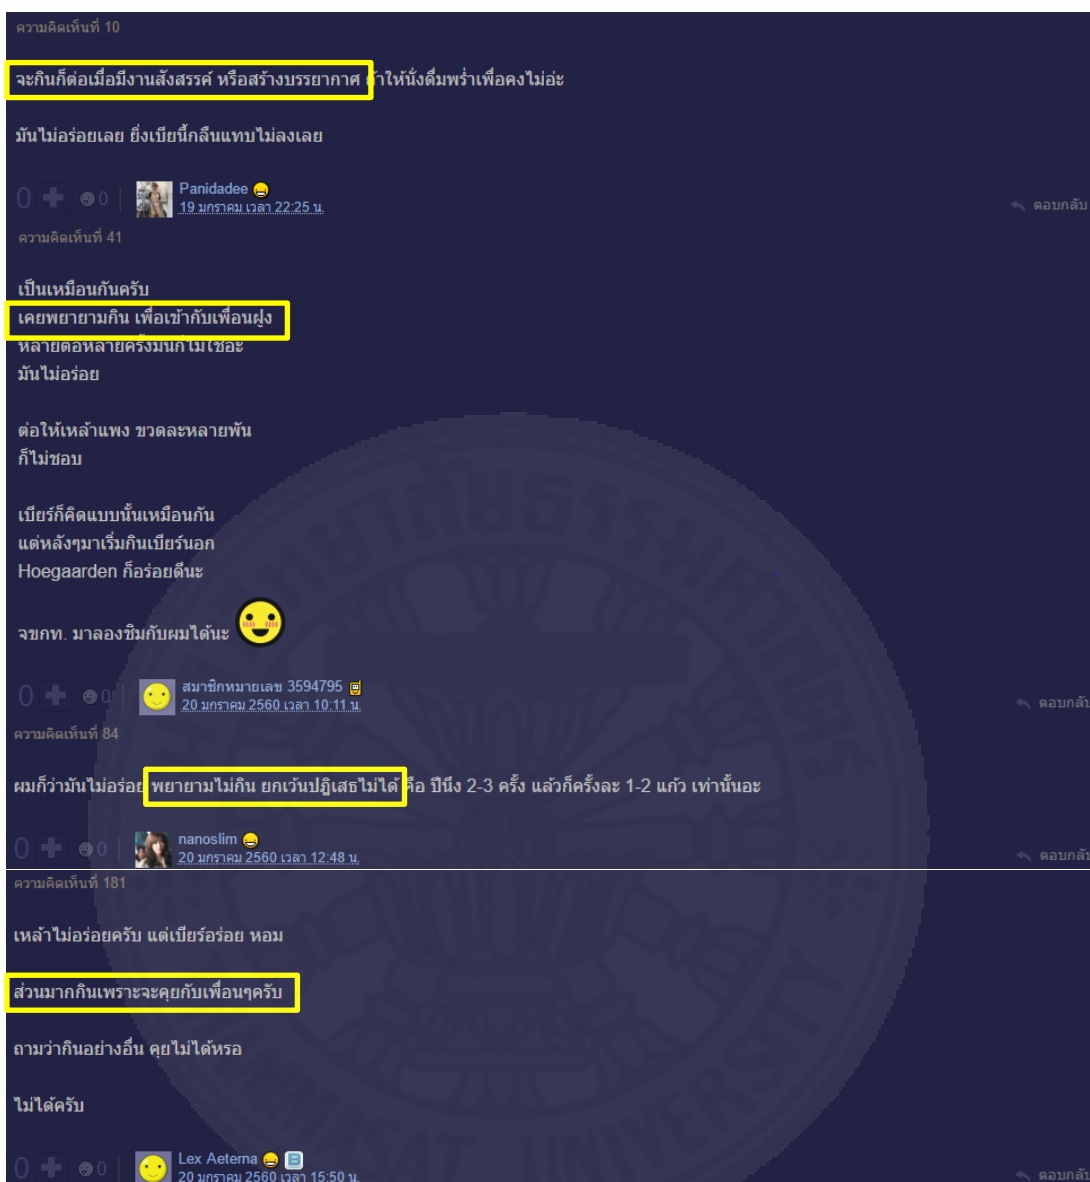 ความคิดเห็นที่ 10
จะกินก็ต่อเมื่อมีงานสังสรรค์ หรือสร้างบรรยากาศ ถ้าให้นั่งดื่มพร่ำเพื่อคงไม่อ่ะ
มันไม่อร่อยเลย ยิ่งเบียนี้กลืนแทบไม่ลงเลย
0 0 Panidadee
19 มกราคม เวลา 22:25 น.
ตอบกลับ
ความคิดเห็นที่ 41
เป็นเหมือนกันครับ
เคยพยายามกิน เพื่อเข้ากับเพื่อนฝูง
หลายต่อหลายครั้งมันก็ไม่ใช่อะ
มันไม่อร่อย
ต่อให้เหล้าแพง ขวดละหลายพัน
ก็ไม่ชอบ
เบียร์ก็คิดแบบนั้นเหมือนกัน
แต่หลังๆมาเริ่มกินเบียร์นอก
Hoegaarden ก็อร่อยดีนะ
จขกท. มาลองชิมกับผมได้นะ
0 0 สมาชิกหมายเลข 3594795
20 มกราคม 2560 เวลา 10:11 น.
ตอบกลับ
ความคิดเห็นที่ 84
ผมก็ว่ามันไม่อร่อย พยายามไม่กิน ยกเว้นปฏิเสธไม่ได้ คือ ปีนึง 2-3 ครั้ง แล้วก็ครั้งละ 1-2 แก้ว เท่านั้นอะ
0 0 nanoslim
20 มกราคม 2560 เวลา 12:48 น.
ตอบกลับ
ความคิดเห็นที่ 181
เหล้าไม่อร่อยครับ แต่เบียร์อร่อย หอม
ส่วนมากกินเพราะจะคุยกับเพื่อนๆครับ
ถามว่ากินอย่างอื่น คุยไม่ได้หรอ
ไม่ได้ครับ
0 0 Lex Aeterna
20 มกราคม 2560 เวลา 15:50 น.
ตอบกลับ